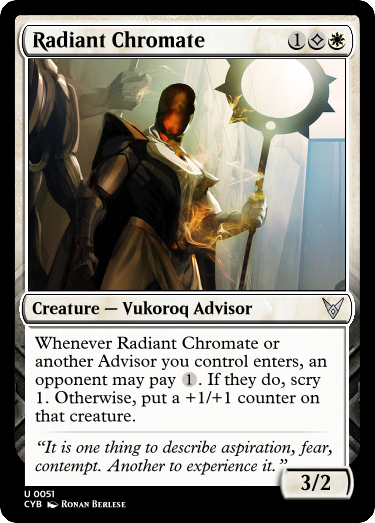 Radiant Chromate 1 W
Creature — Vukoroq Advisor
Whenever Radiant Chromate or
another Advisor you control enters, an
opponent may pay 1. If they do, scry
1. Otherwise, put a +1/+1 counter on
that creature.
“It is one thing to describe aspiration, fear,
contempt. Another to experience it.”
3/2
U 0051
CYB Ronan Berlese